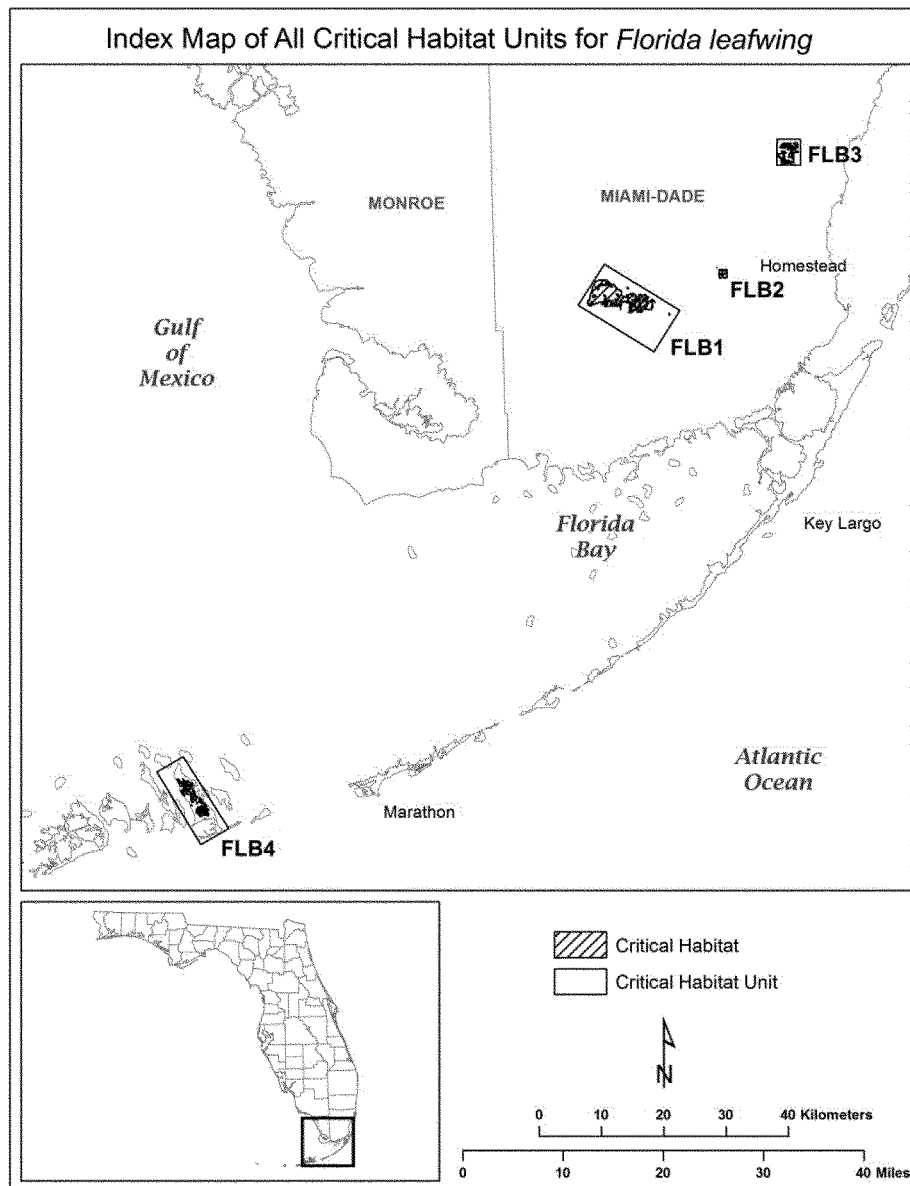 Index Map of All Critical Habitat Units for Florida leafwing
FLB3
MONROE
MIAMI-DADE
Homestead
FLB2
Gulf
of
Mexico
FLB1
Florida
Bay
Key Largo
Atlantic
Ocean
Marathon
FLB4
Critical Habitat
Critical Habitat Unit
N
0 10 20 30 40 Kilometers
0 10 20 30 40 Miles